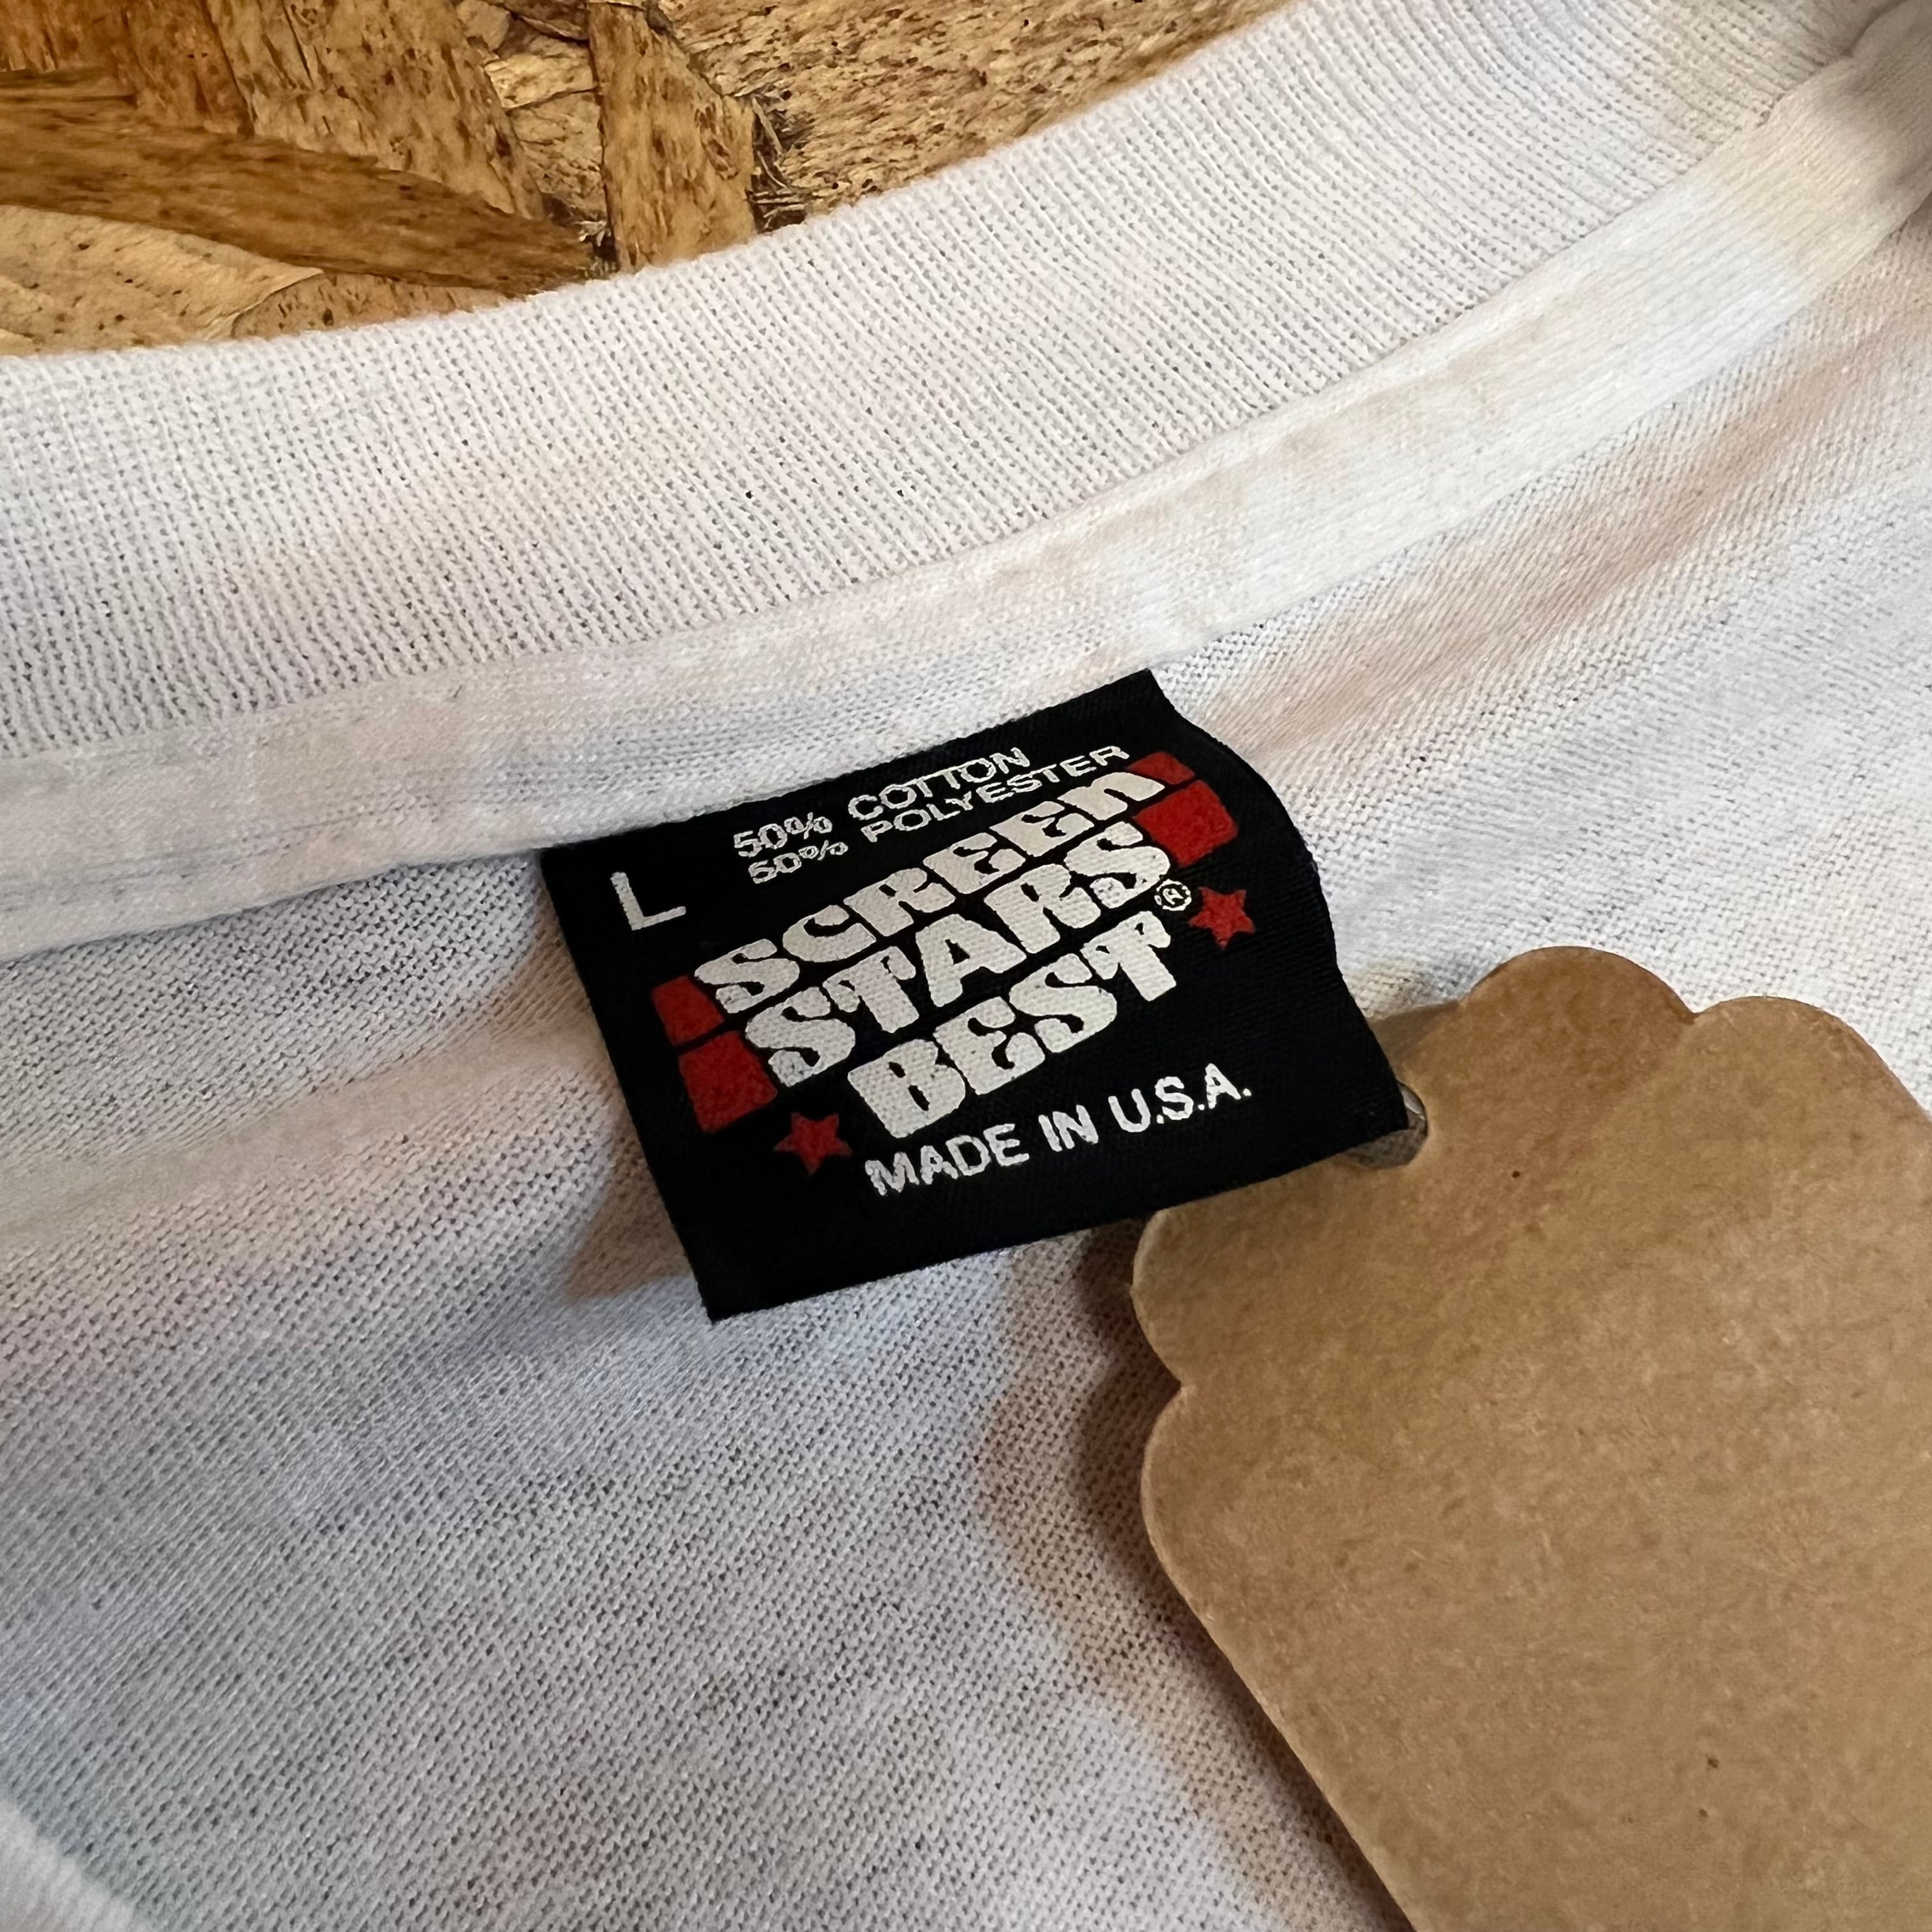 50% COTTON
50% POLYESTER
L
SCREEn
STARS®
BEST
MADE IN U.S.A.